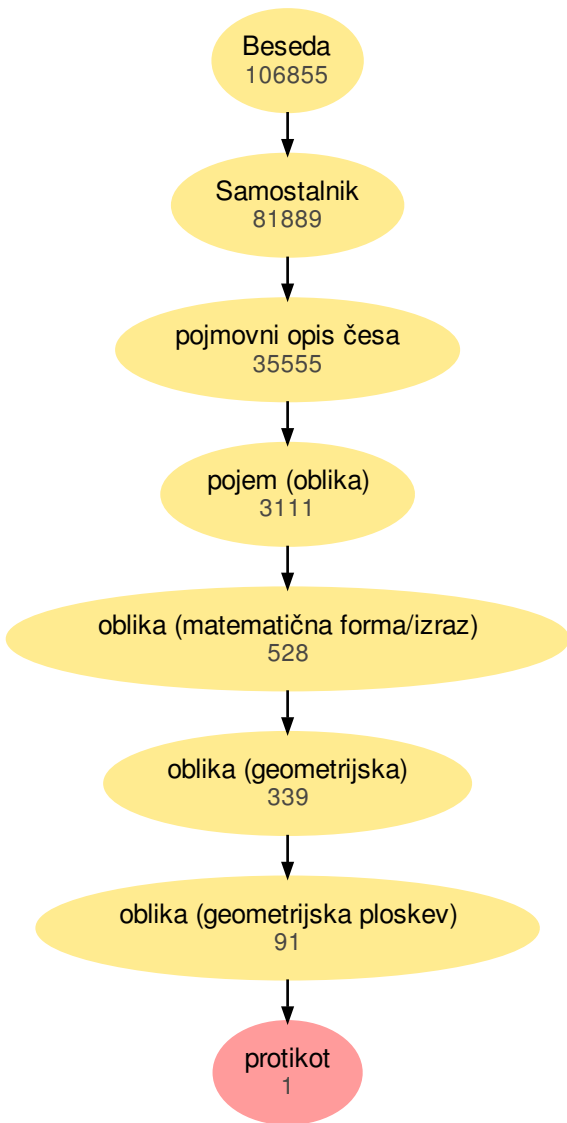 Beseda
106855
Samostalnik
81889
pojmovni opis česa
35555
pojem (oblika)
3111
oblika (matematična forma/izraz)
528
oblika (geometrijska)
339
oblika (geometrijska ploskev)
91
protikot
1